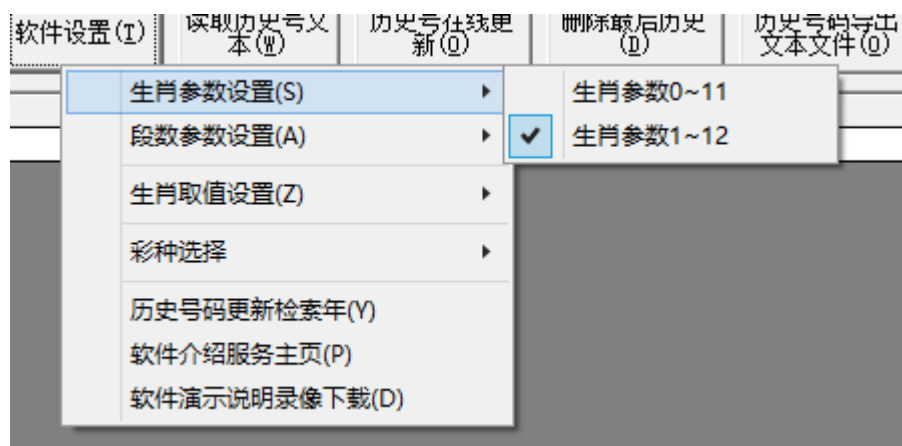 软件设置(T)
读取历史号文
本(W)
历史号在线更
新(O)
删除最后历史
(D)
历史号码导出
文本文件(O)
生肖参数设置(S)
段数参数设置(A)
生肖取值设置(Z)
彩种选择
历史号码更新检索年(Y)
软件介绍服务主页(P)
软件演示说明录像下载(D)
生肖参数0~11
生肖参数1~12